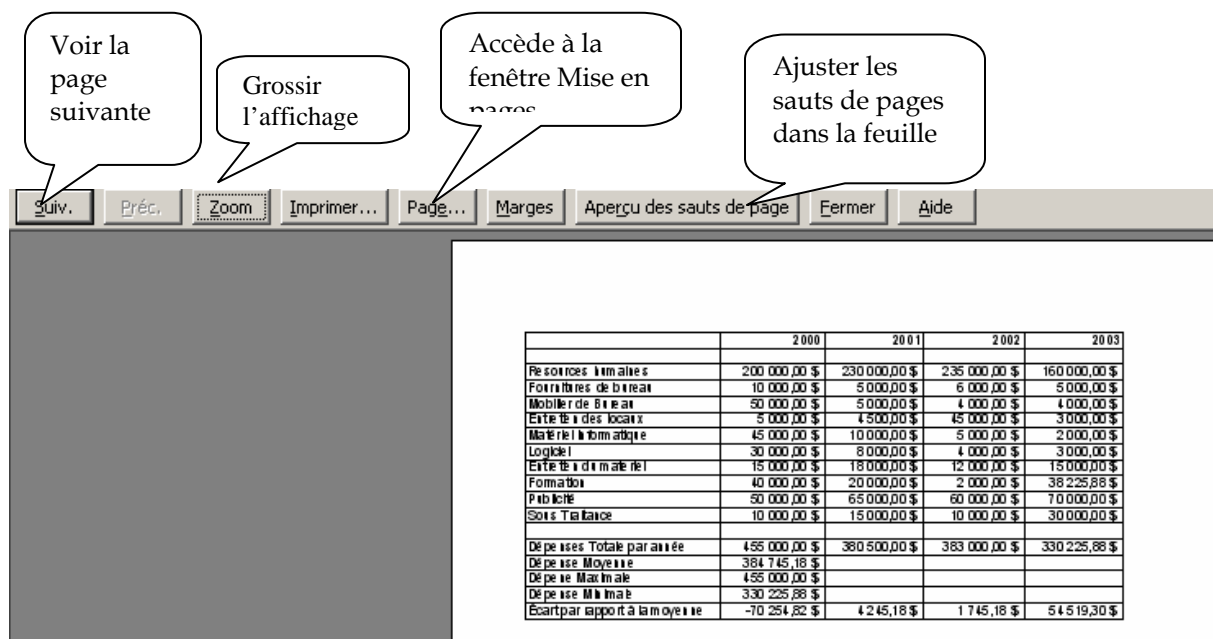 Voir la
page
suivante
Grossir
l’affichage
Accède à la
fenêtre Mise en
pages
Ajuster les
sauts de pages
dans la feuille
Suiv. Préc. Zoom Imprimer... Page... Marges Aperçu des sauts de page Fermer Aide
2000 2001 2002 2003
Resources humaines 200 000,00 $ 230 000,00 $ 235 000,00 $ 160 000,00 $
Fournitures de bureau 10 000,00 $ 5 000,00 $ 6 000,00 $ 5 000,00 $
Mobilier de Bureau 50 000,00 $ 5 000,00 $ 4 000,00 $ 4 000,00 $
Entretien des locaux 5 000,00 $ 4 500,00 $ 45 000,00 $ 3 000,00 $
Matériel informatique 45 000,00 $ 10 000,00 $ 5 000,00 $ 2 000,00 $
Logiciel 30 000,00 $ 8 000,00 $ 4 000,00 $ 3 000,00 $
Entretien du matériel 15 000,00 $ 18 000,00 $ 12 000,00 $ 15 000,00 $
Formation 40 000,00 $ 20 000,00 $ 2 000,00 $ 38 225,88 $
Publicité 50 000,00 $ 65 000,00 $ 60 000,00 $ 70 000,00 $
Sous Traitance 10 000,00 $ 15 000,00 $ 10 000,00 $ 30 000,00 $
Dépenses Totale par année 455 000,00 $ 380 500,00 $ 383 000,00 $ 330 225,88 $
Dépense Moyenne 384 745,18 $
Dépene Maximale 455 000,00 $
Dépense Minimale 330 225,88 $
Écart par rapport à la moyenne -70 254,82 $ 4 245,18 $ 1 745,18 $ 54 519,30 $